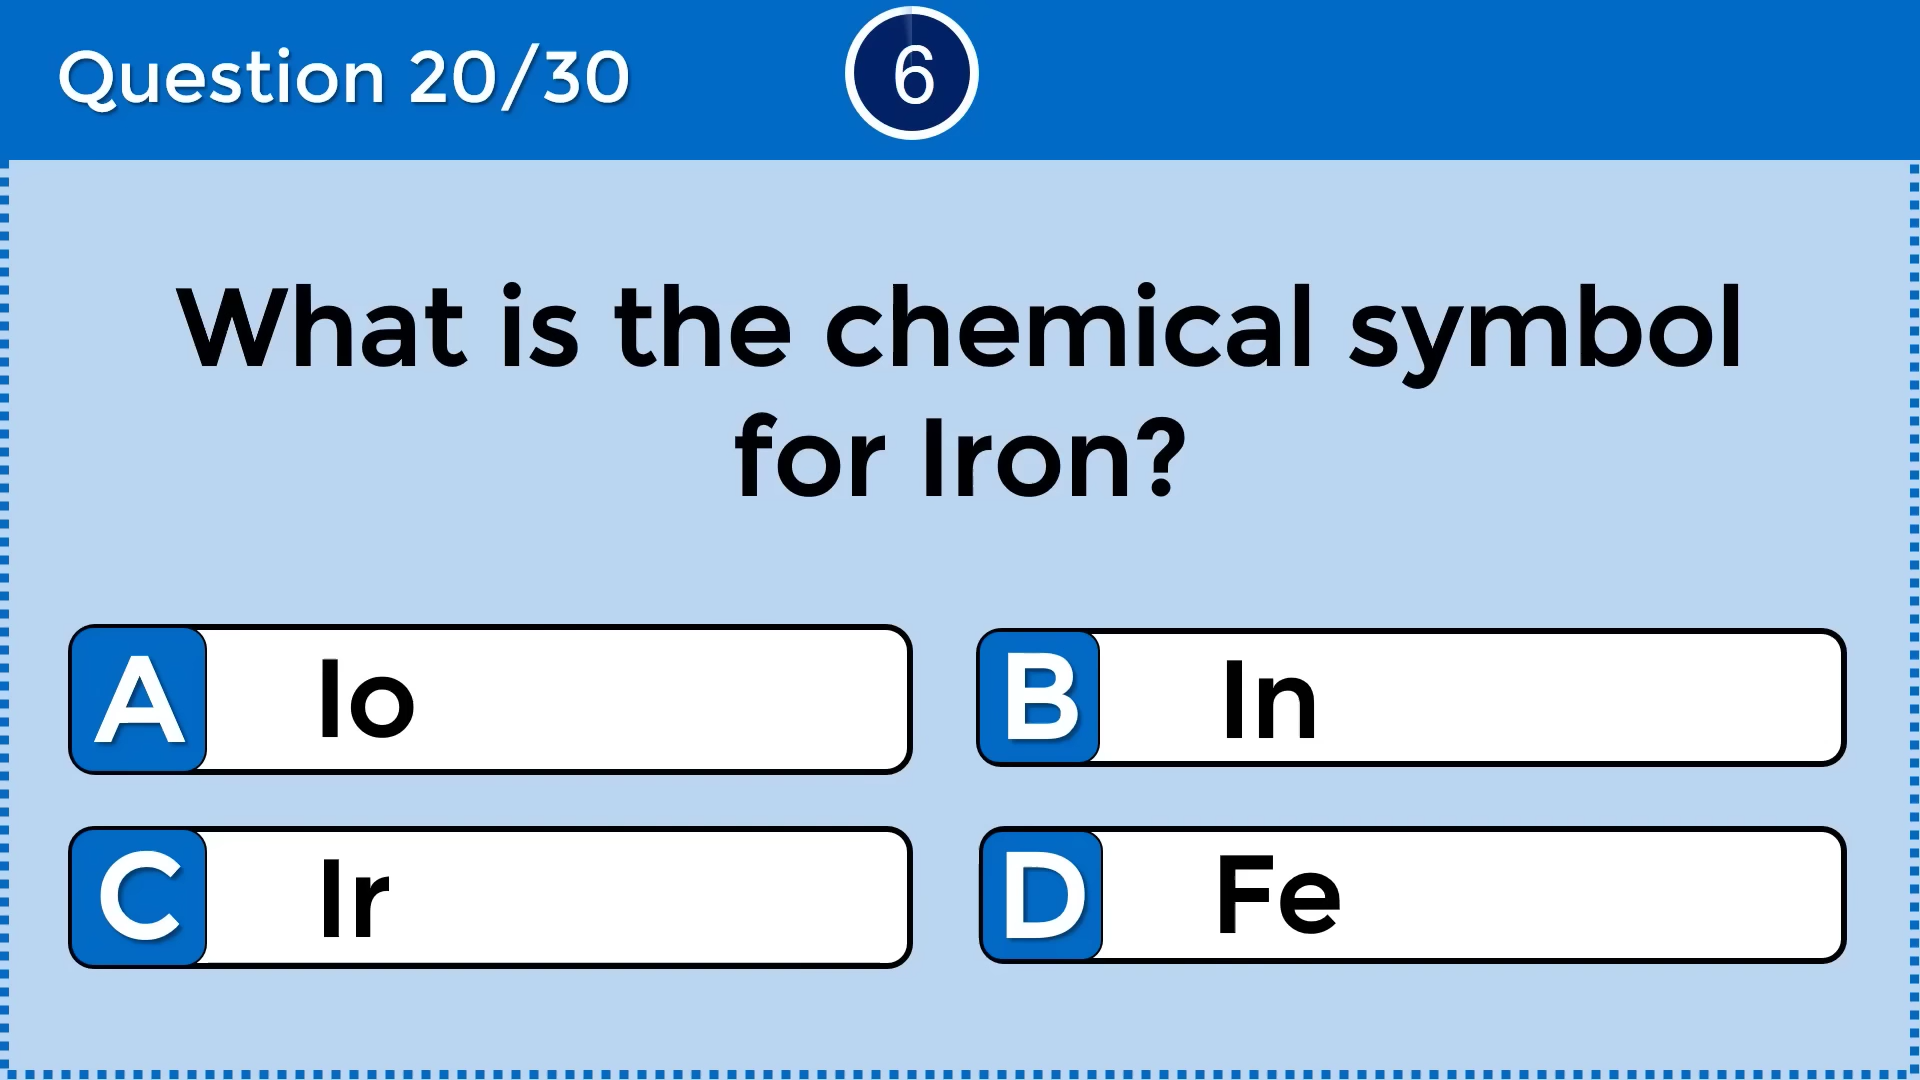 Question 20/30
6
What is the chemical symbol
for Iron?
A Io
B In
C Ir
D Fe